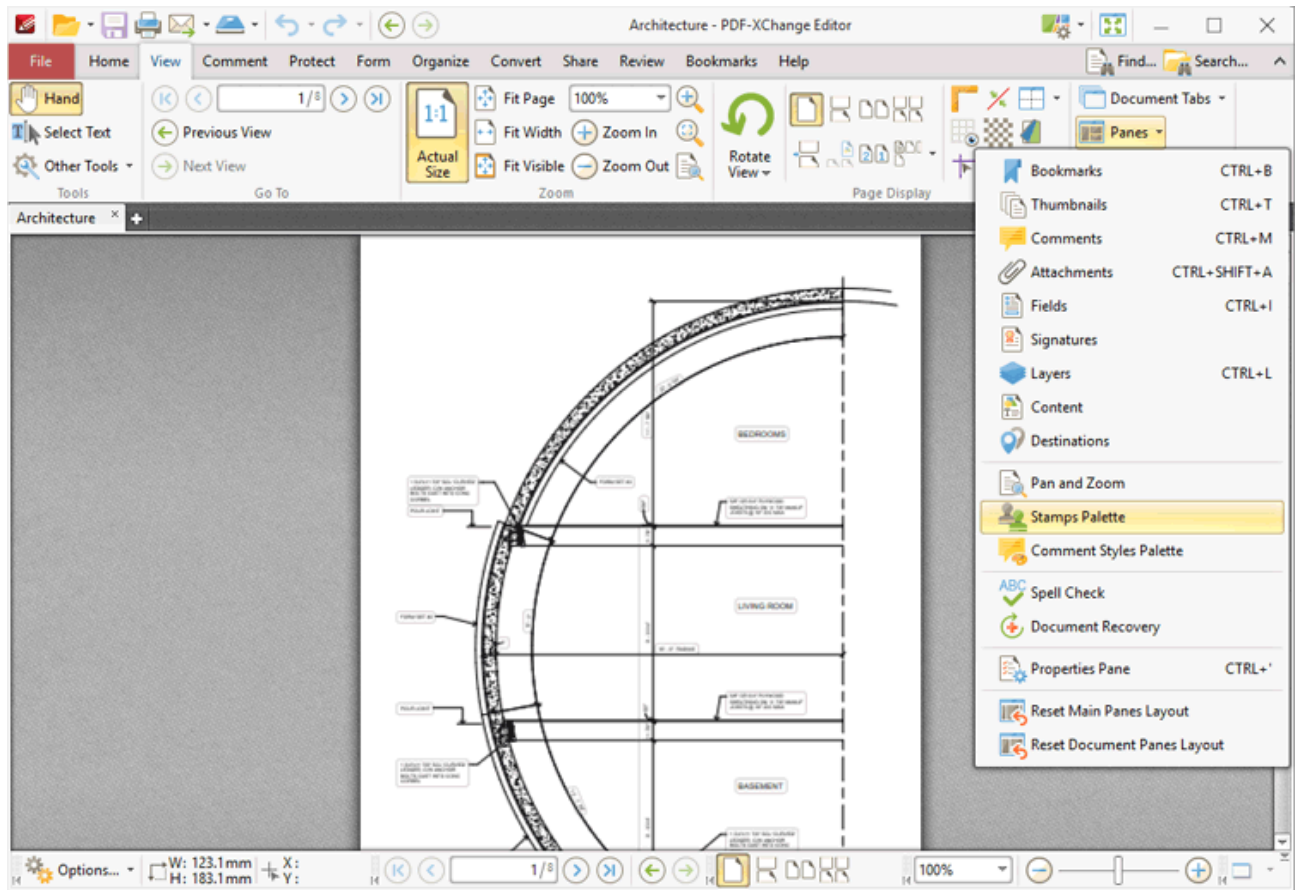 Architecture - PDF-XChange Editor
File Home View Comment Protect Form Organize Convert Share Review Bookmarks Help Find... Search...
Hand 1/8 Fit Page 100% Document Tabs
1:1
Select Text Previous View Fit Width Zoom In Panes
Other Tools Next View Actual Size Fit Visible Zoom Out Rotate View
Tools Go To Zoom Page Display
Architecture
Bookmarks CTRL+B
Thumbnails CTRL+T
Comments CTRL+M
Attachments CTRL+SHIFT+A
Fields CTRL+I
Signatures
Layers CTRL+L
Content
Destinations
Pan and Zoom
Stamps Palette
Comment Styles Palette
ABC Spell Check
Document Recovery
Properties Pane CTRL+'
Reset Main Panes Layout
Reset Document Panes Layout
BEDROOMS
LIVING ROOM
BASEMENT
Options... W: 123.1 mm X: 1/8 100%
H: 183.1 mm Y: